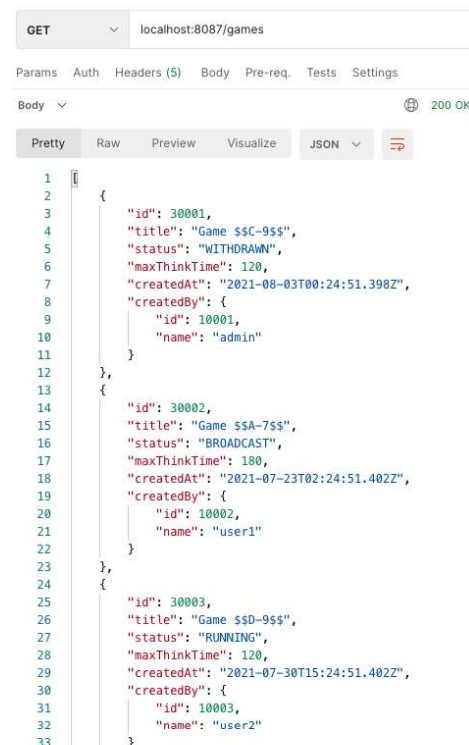 GET localhost:8087/games
Params Auth Headers (5) Body Pre-req. Tests Settings
Body 200 OK
Pretty Raw Preview Visualize JSON
1 [
2 {
3 "id": 30001,
4 "title": "Game $$C-9$$",
5 "status": "WITHDRAWN",
6 "maxThinkTime": 120,
7 "createdAt": "2021-08-03T00:24:51.398Z",
8 "createdBy": {
9 "id": 10001,
10 "name": "admin"
11 }
12 },
13 {
14 "id": 30002,
15 "title": "Game $$A-7$$",
16 "status": "BROADCAST",
17 "maxThinkTime": 180,
18 "createdAt": "2021-07-23T02:24:51.402Z",
19 "createdBy": {
20 "id": 10002,
21 "name": "user1"
22 }
23 },
24 {
25 "id": 30003,
26 "title": "Game $$D-9$$",
27 "status": "RUNNING",
28 "maxThinkTime": 120,
29 "createdAt": "2021-07-30T15:24:51.402Z",
30 "createdBy": {
31 "id": 10003,
32 "name": "user2"
33 }